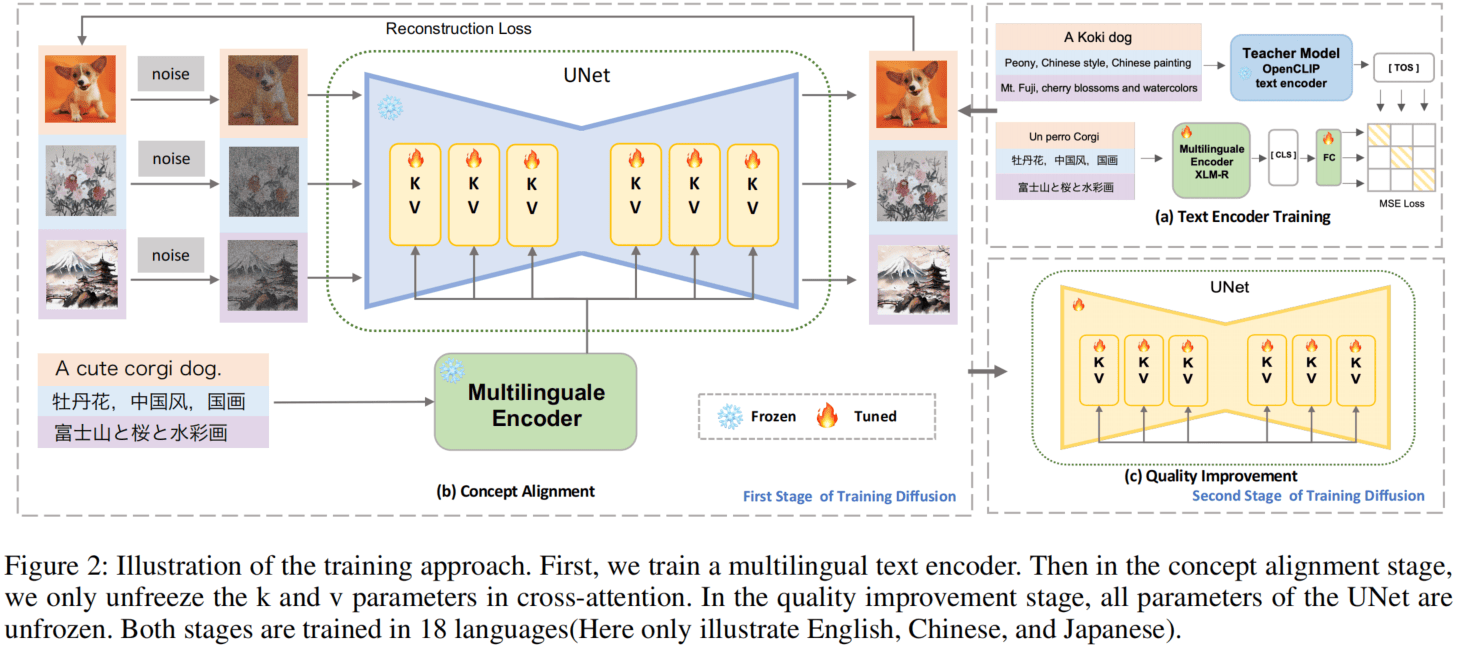 Reconstruction Loss
noise
noise
noise
UNet
K
V
K
V
K
V
K
V
K
V
K
V
A cute corgi dog.
牡丹花，中国风，国画
富士山と桜と水彩画
Multilinguale
Encoder
Frozen
Tuned
(b) Concept Alignment
First Stage of Training Diffusion
A Koki dog
Peony, Chinese style, Chinese painting
Mt. Fuji, cherry blossoms and watercolors
Teacher Model
OpenCLIP
text encoder
[ TOS ]
Un perro Corgi
牡丹花，中国风，国画
富士山と桜と水彩画
Multilinguale
Encoder
XLM-R
[ CLS ]
FC
MSE Loss
(a) Text Encoder Training
UNet
K
V
K
V
K
V
K
V
K
V
K
V
(c) Quality Improvement
Second Stage of Training Diffusion
Figure 2: Illustration of the training approach. First, we train a multilingual text encoder. Then in the concept alignment stage,
we only unfreeze the k and v parameters in cross-attention. In the quality improvement stage, all parameters of the UNet are
unfrozen. Both stages are trained in 18 languages(Here only illustrate English, Chinese, and Japanese).